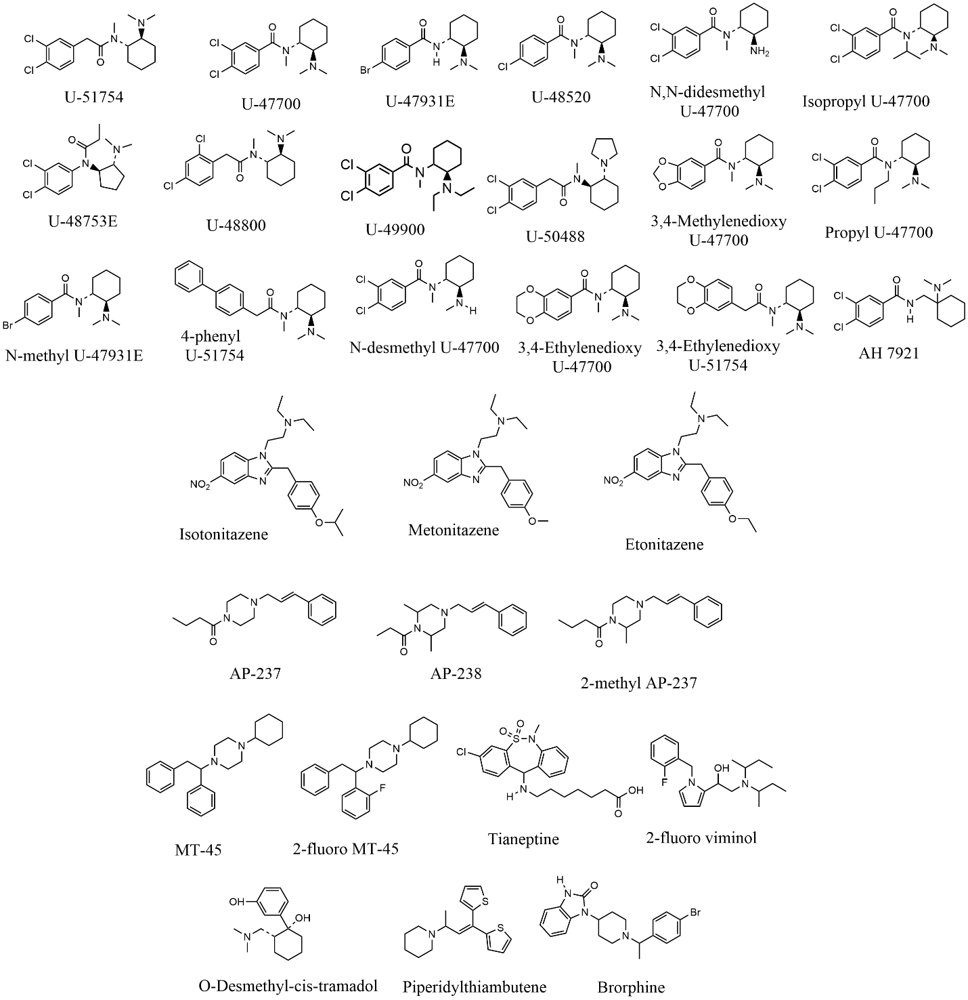 U-51754
U-47700
U-47931E
U-48520
N,N-didesmethyl
U-47700
Isopropyl U-47700
U-48753E
U-48800
U-49900
U-50488
3,4-Methylenedioxy
U-47700
Propyl U-47700
N-methyl U-47931E
4-phenyl
U-51754
N-desmethyl U-47700
3,4-Ethylenedioxy
U-47700
3,4-Ethylenedioxy
U-51754
AH 7921
Isotonitazene
Metonitazene
Etonitazene
AP-237
AP-238
2-methyl AP-237
MT-45
2-fluoro MT-45
Tianeptine
2-fluoro viminol
O-Desmethyl-cis-tramadol
Piperidylthiambutene
Brorphine